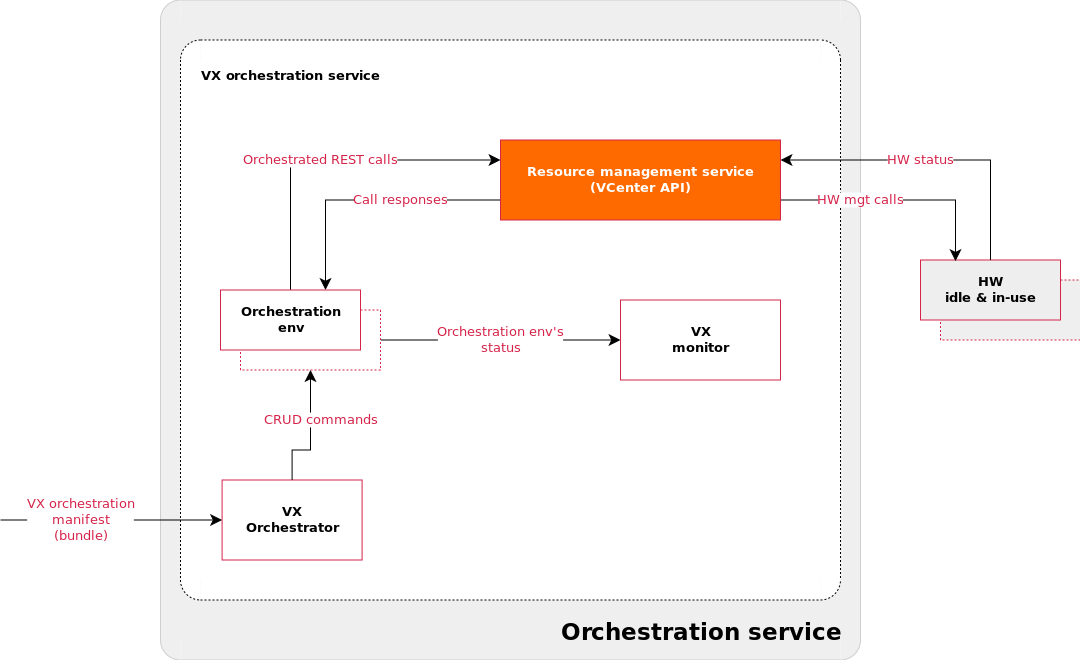 VX orchestration service
Orchestrated REST calls
Resource management service
(VCenter API)
HW status
Call responses
HW mgt calls
HW
idle & in-use
Orchestration
env
Orchestration env's
status
VX
monitor
CRUD commands
VX orchestration
manifest
(bundle)
VX
Orchestrator
Orchestration service